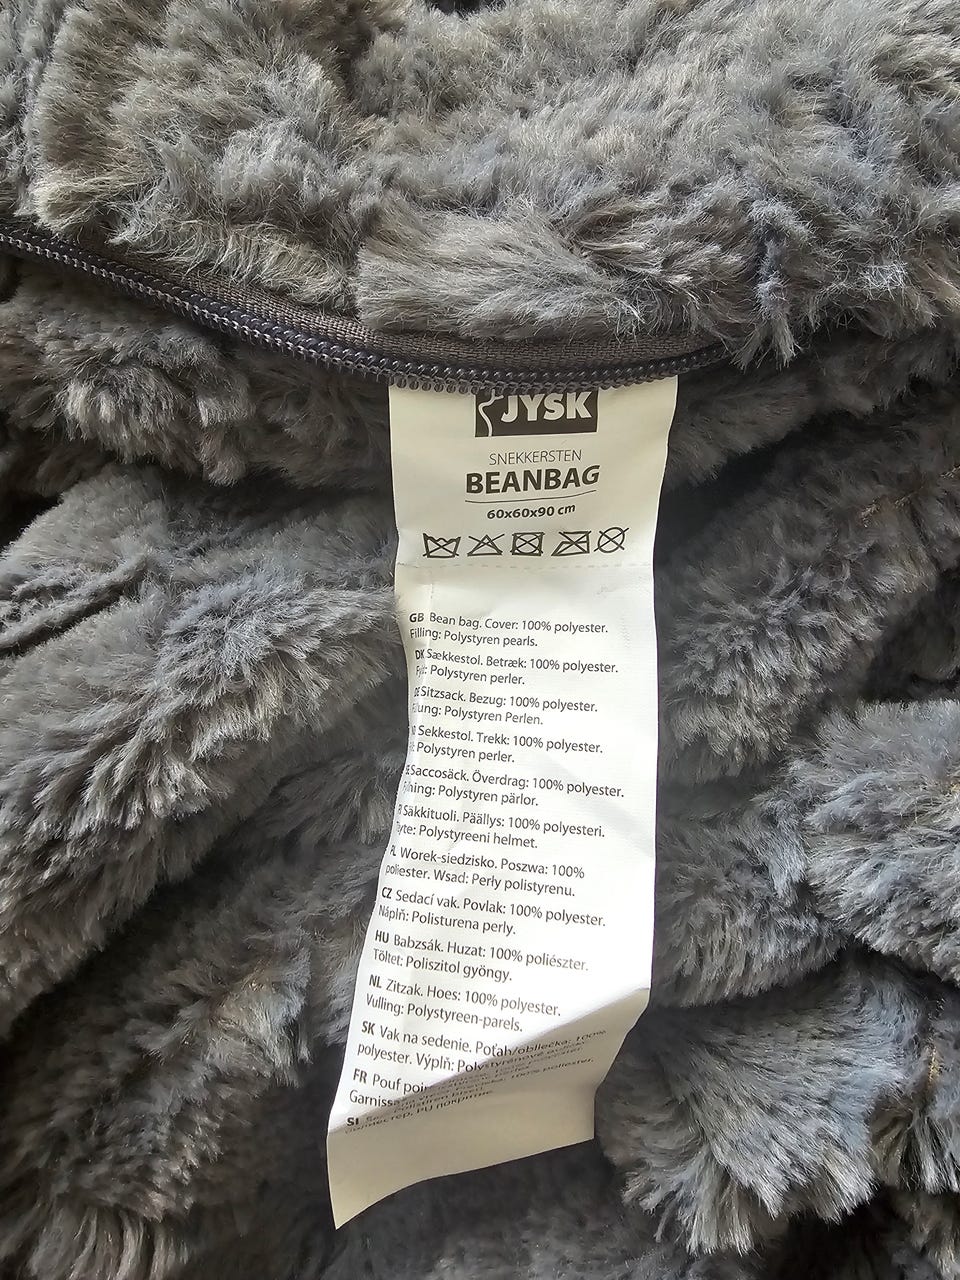 JYSK
SNEKKERSTEN
BEANBAG
60x60x90 cm
GB Bean bag. Cover: 100% polyester.
Filling: Polystyren pearls.
DK Sækkestol. Betræk: 100% polyester.
Polystyren perler.
Sitzsack. Bezug: 100% polyester.
Polystyren Perlen.
Sekkestol. Trekk: 100% polyester.
Polystyren perler.
Saccosäck. Överdrag: 100% polyester.
Polystyren pärlor.
Säkkituoli. Päällys: 100% polyesteri.
Polystyreeni helmet.
Worek-siedzisko. Poszwa: 100%
poliester. Wsad: Perły polistyrenu.
CZ Sedací vak. Povlak: 100% polyester.
Náplň: Polisturena perly.
HU Babzsák. Huzat: 100% poliészter.
Töltet: Poliszitol gyöngy.
NL Zitzak. Hoes: 100% polyester.
Vulling: Polystyreen-parels.
SK Vak na sedenie. Poťah/obliečka: 100%
polyester. Výplň: Polystyrénové
FR Pouf
SI